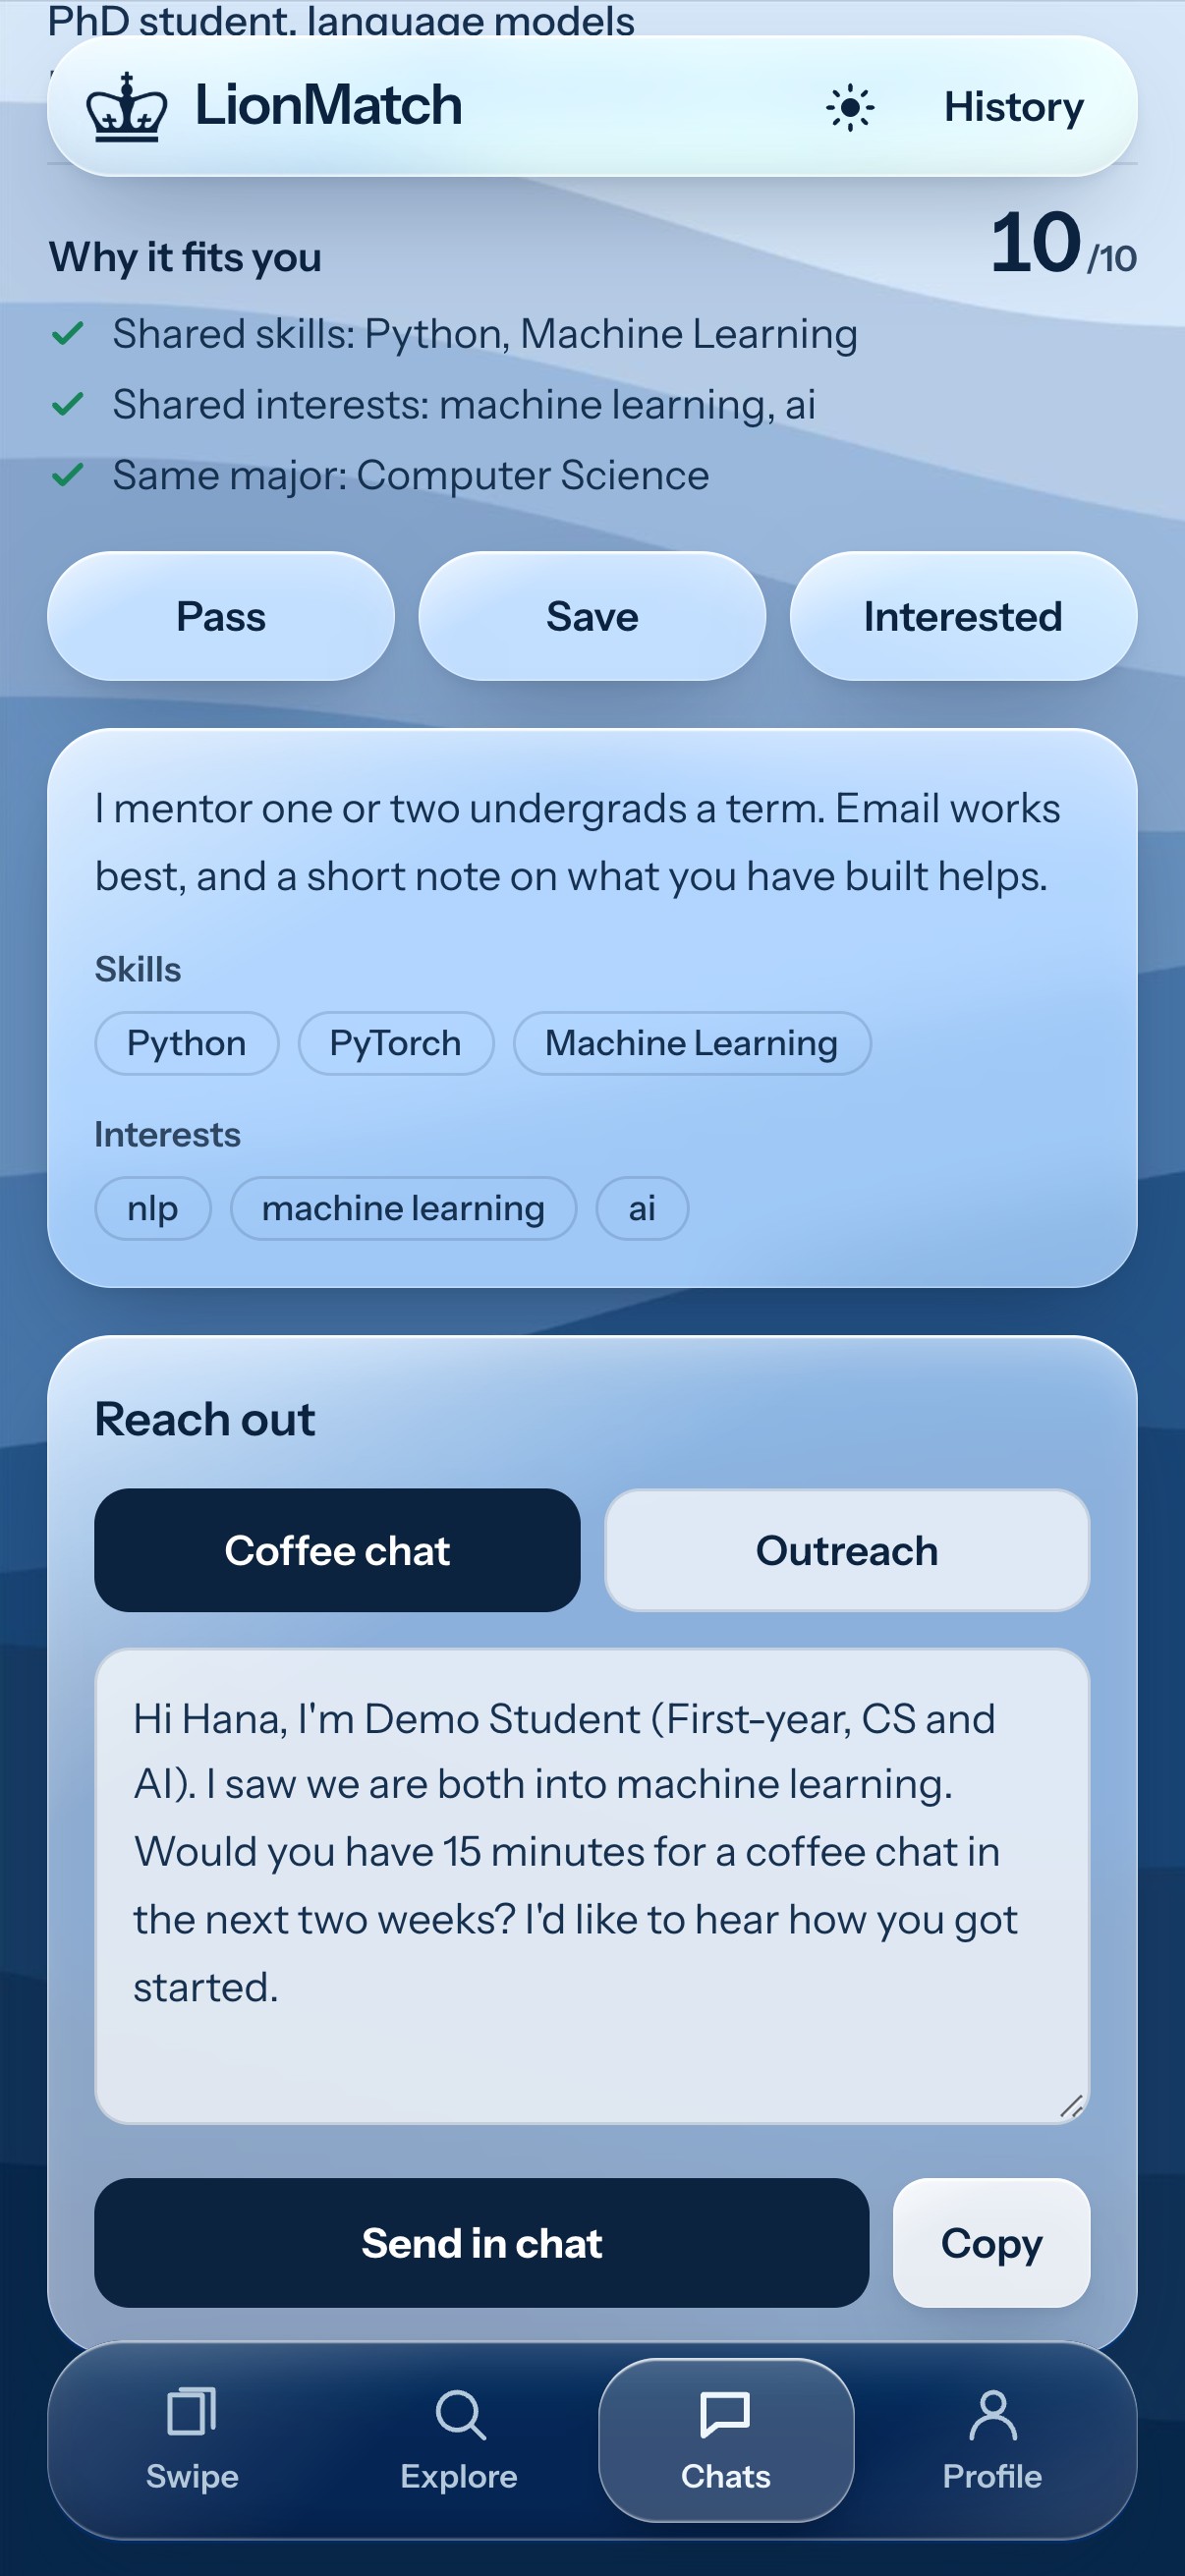 PhD student, language models
LionMatch
History
Why it fits you
10/10
Shared skills: Python, Machine Learning
Shared interests: machine learning, ai
Same major: Computer Science
Pass
Save
Interested
I mentor one or two undergrads a term. Email works
best, and a short note on what you have built helps.
Skills
Python
PyTorch
Machine Learning
Interests
nlp
machine learning
ai
Reach out
Coffee chat
Outreach
Hi Hana, I'm Demo Student (First-year, CS and
AI). I saw we are both into machine learning.
Would you have 15 minutes for a coffee chat in
the next two weeks? I'd like to hear how you got
started.
Send in chat
Copy
Swipe
Explore
Chats
Profile